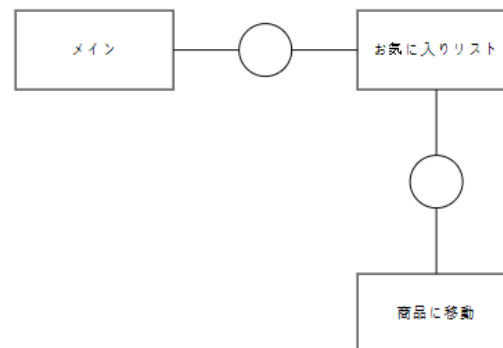 メイン
お気に入りリスト
商品に移動